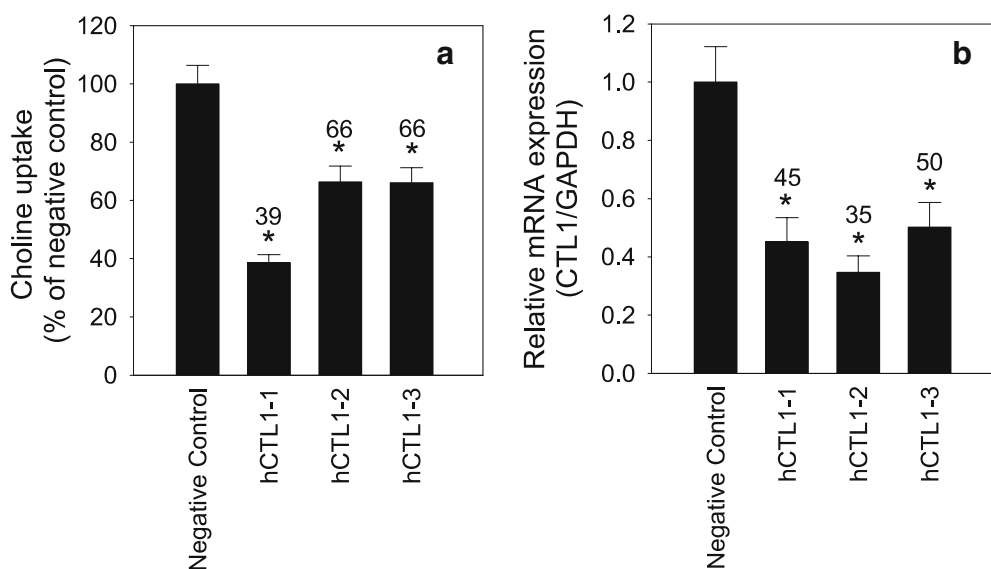 a
Choline uptake
(% of negative control)
120
100
80
60
40
20
0
39
*
66
*
66
*
Negative Control
hCTL1-1
hCTL1-2
hCTL1-3
b
Relative mRNA expression
(CTL1/GAPDH)
1.2
1.0
0.8
0.6
0.4
0.2
0.0
45
*
35
*
50
*
Negative Control
hCTL1-1
hCTL1-2
hCTL1-3